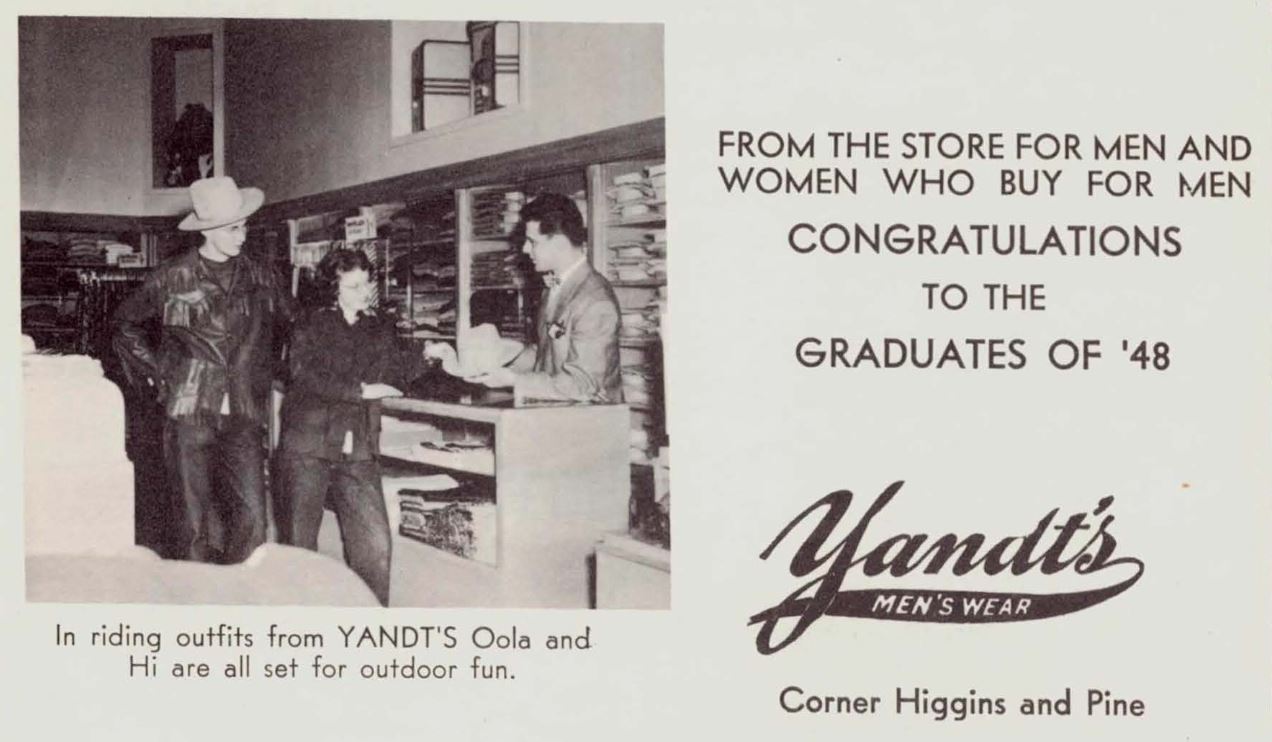 In riding outfits from YANDT'S Oola and
Hi are all set for outdoor fun.
FROM THE STORE FOR MEN AND
WOMEN WHO BUY FOR MEN
CONGRATULATIONS
TO THE
GRADUATES OF '48
Yandt's
MEN'S WEAR
Corner Higgins and Pine